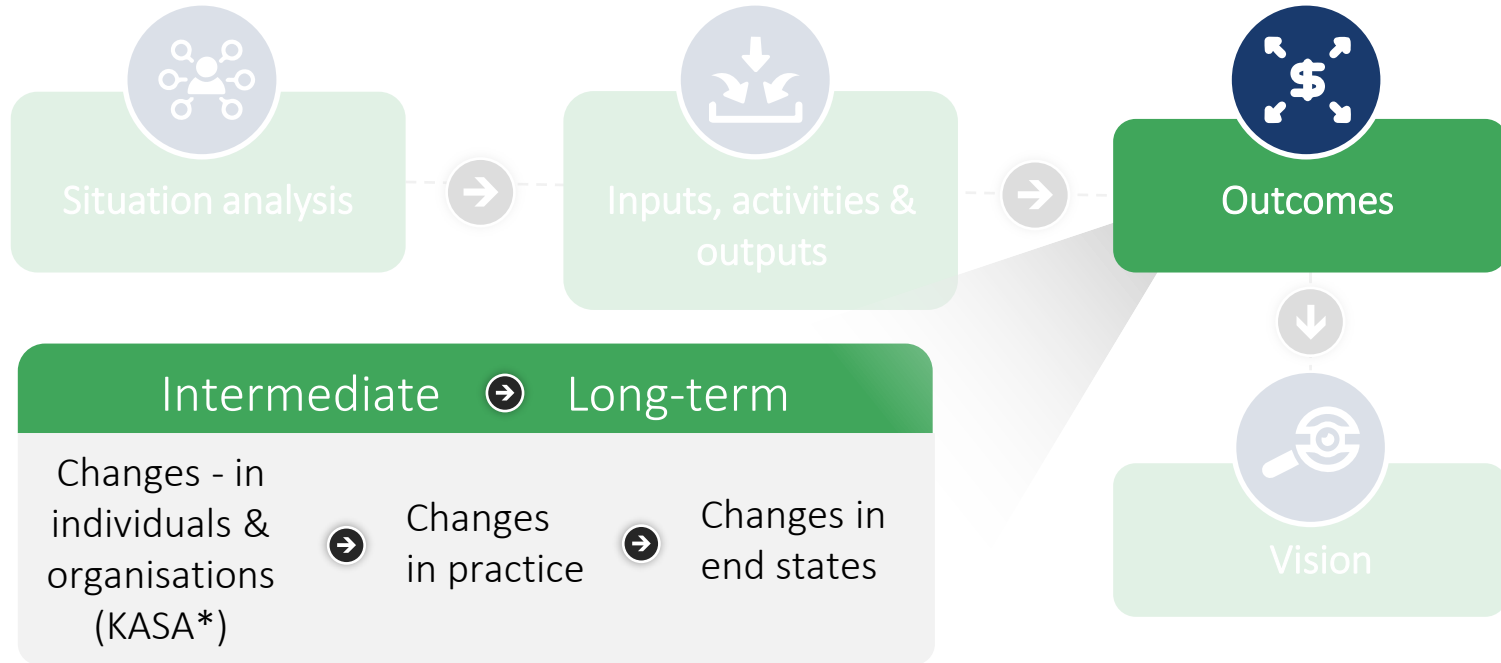 Situation analysis
Inputs, activities &
outputs
$
Outcomes
Intermediate
Long-term
Changes - in
individuals &
organisations
(KASA*)
Changes
in practice
Changes in
end states
Vision